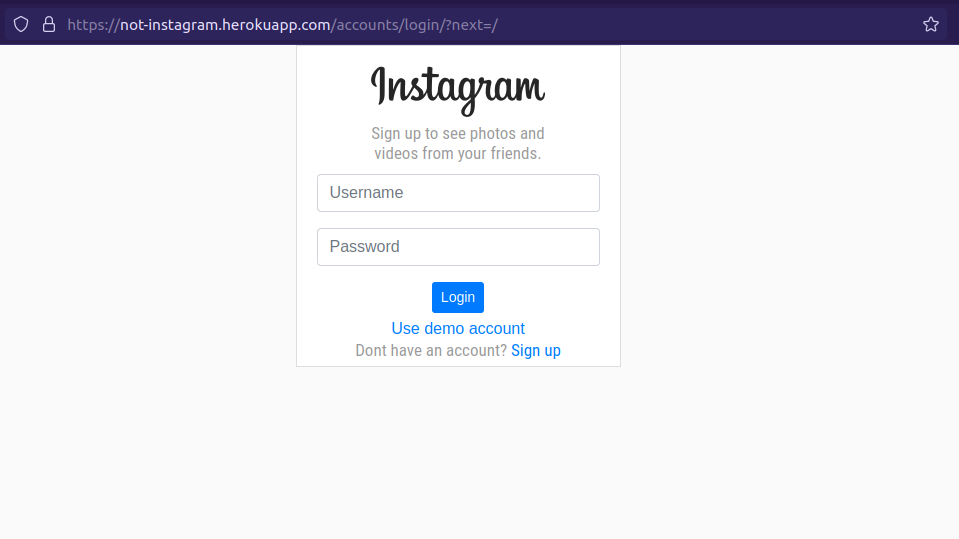 https://not-instagram.herokuapp.com/accounts/login/?next=/
Instagram
Sign up to see photos and
videos from your friends.
Username
Password
Login
Use demo account
Dont have an account? Sign up